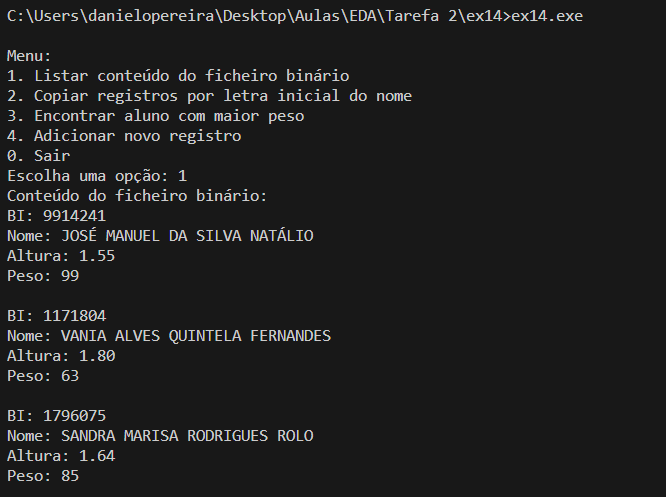 C:\Users\danielopereira\Desktop\Aulas\EDA\Tarefa 2\ex14>ex14.exe
Menu:
1. Listar conteúdo do ficheiro binário
2. Copiar registros por letra inicial do nome
3. Encontrar aluno com maior peso
4. Adicionar novo registro
0. Sair
Escolha uma opção: 1
Conteúdo do ficheiro binário:
BI: 9914241
Nome: JOSÉ MANUEL DA SILVA NATÁLIO
Altura: 1.55
Peso: 99
BI: 1171804
Nome: VANIA ALVES QUINTELA FERNANDES
Altura: 1.80
Peso: 63
BI: 1796075
Nome: SANDRA MARISA RODRIGUES ROLO
Altura: 1.64
Peso: 85